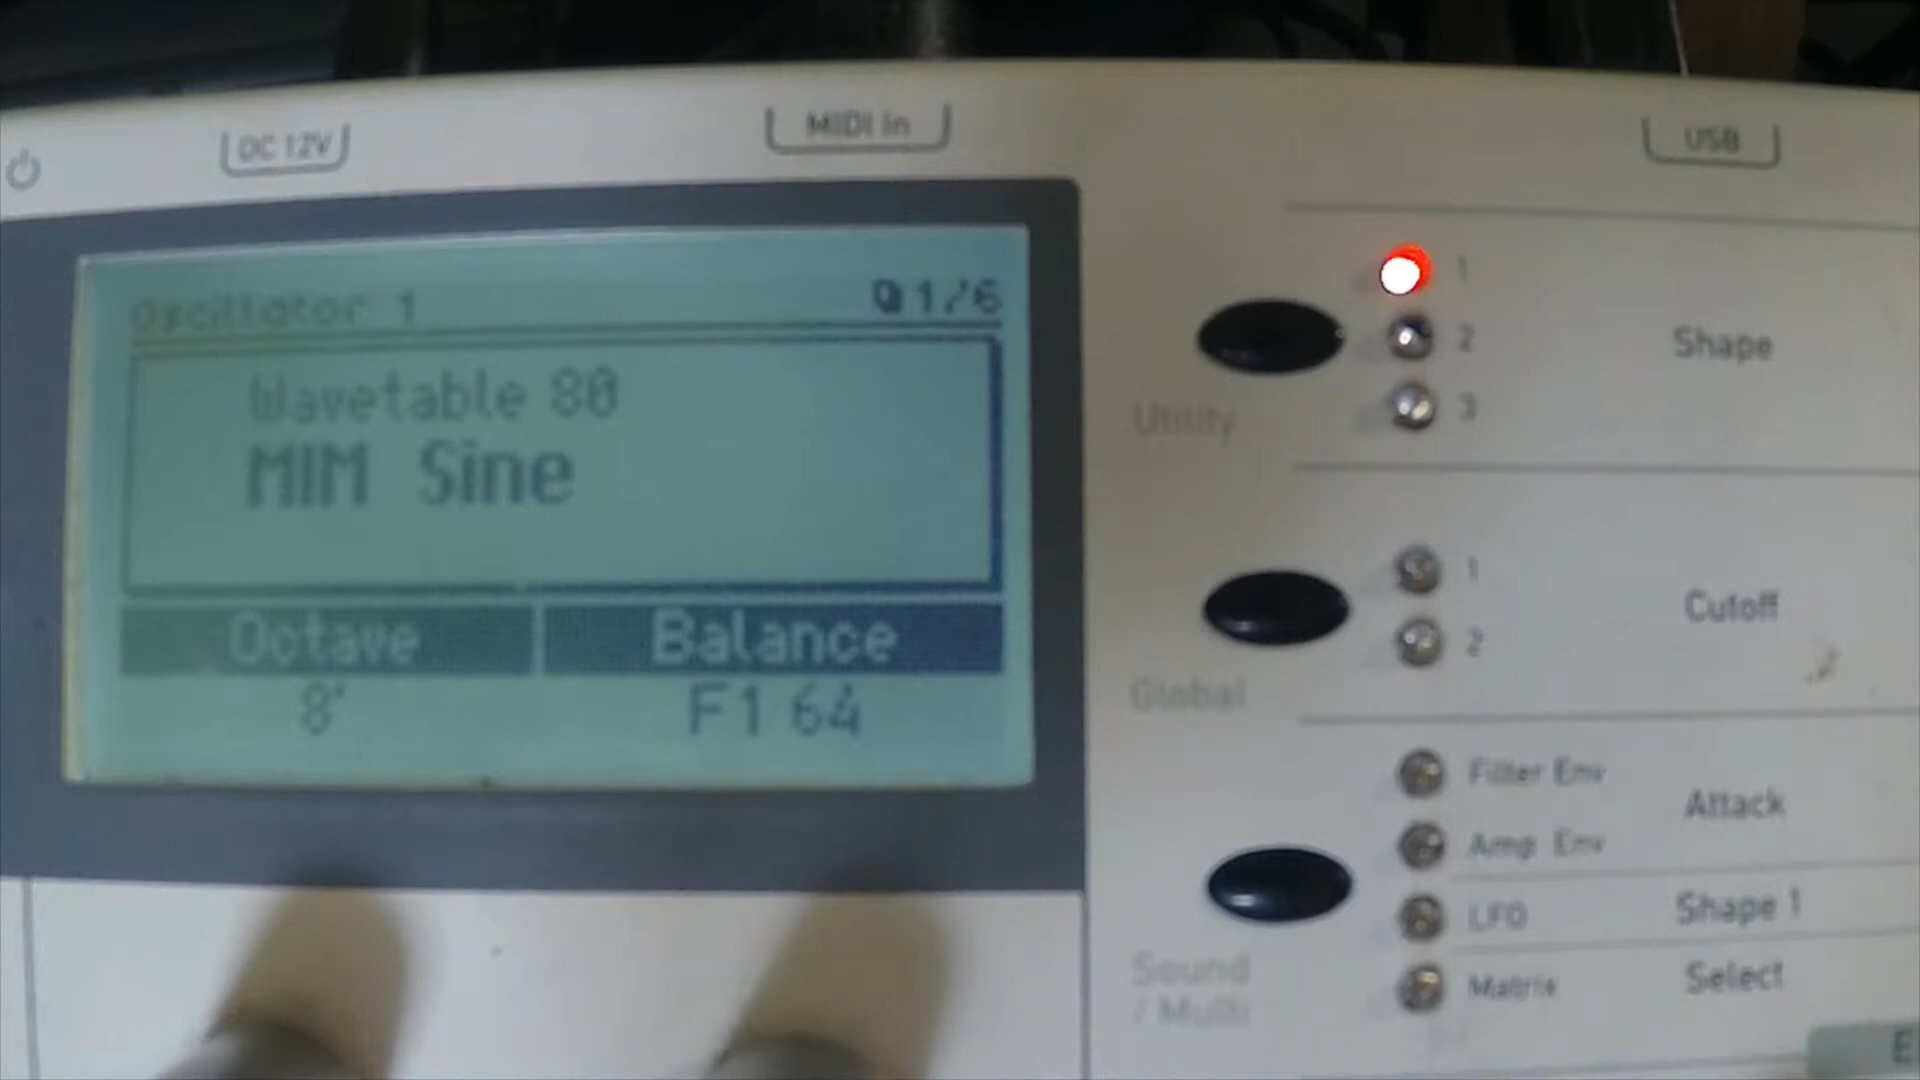 DC 12V
MIDI In
USB
Oscillator 1
1/6
Wavetable 80
MIM Sine
Octave
Balance
8'
F1 64
1
2
3
Shape
Utility
1
2
Cutoff
Global
Filter Env
Attack
Amp Env
LFO
Shape 1
Sound
/ Multi
Matrix
Select